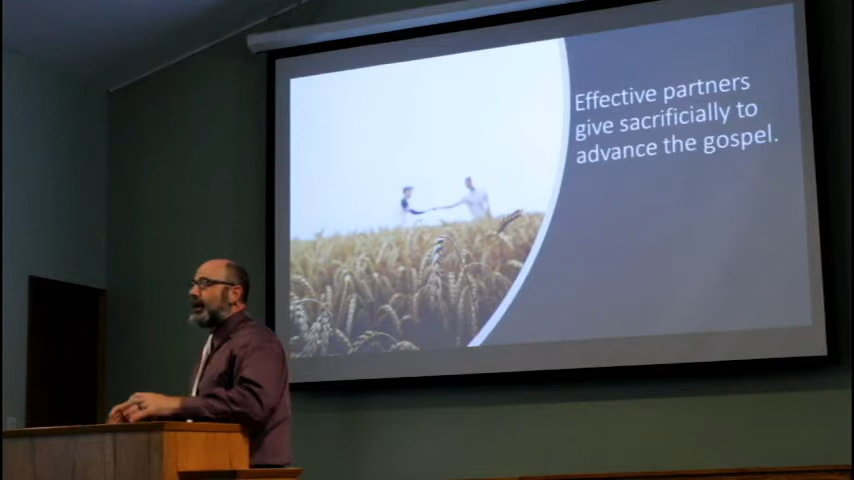 Effective partners
give sacrificially to
advance the gospel.